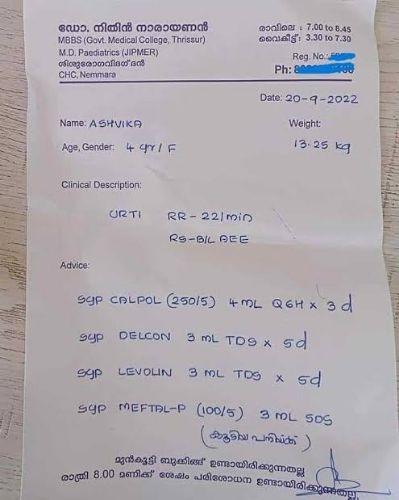 ഡോ. നിതിൻ നാരായണൻ
MBBS (Govt. Medical College, Thrissur)
M.D. Paediatrics (JIPMER)
ശിശുരോഗവിദഗ്ദൻ
CHC, Nemmara
രാവിലെ : 7.00 to 8.45
വൈകീട്ട്: 3.30 to 7.30
Reg. No.:
Ph:
Date: 20-9-2022
Name: ASHVIKA
Weight:
Age, Gender: 4 yr / F
13.25 kg
Clinical Description:
URTI RR - 22/min
RS-B/L AEE
Advice:
syp CALPOL (250/5) 4 ML Q6H x 3 d
syp DELCON 3 ML TDS x 5d
syp LEVOLIN 3 ML TDS x 5d
syp MEFTAL-P (100/5) 3 ML SOS
(കൂടിയ പനിക്ക്)
മുൻകൂട്ടി ബുക്കിങ്ങ് ഉണ്ടായിരിക്കുന്നതല്ല
രാത്രി 8.00 മണിക്ക് ശേഷം പരിശോധന ഉണ്ടായിരിക്കുന്നതല്ല.